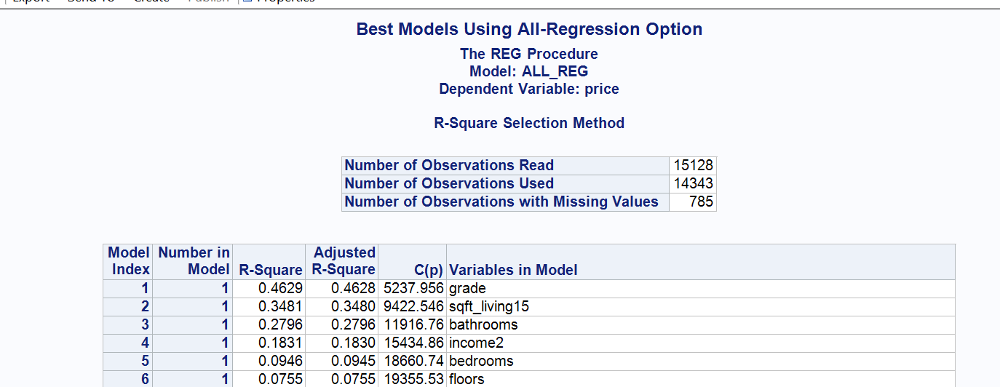 Export Send To Create Publish Properties
Best Models Using All-Regression Option
The REG Procedure
Model: ALL_REG
Dependent Variable: price
R-Square Selection Method
Number of Observations Read 15128
Number of Observations Used 14343
Number of Observations with Missing Values 785
Model Number in Adjusted
Index Model R-Square R-Square C(p) Variables in Model
1 1 0.4629 0.4628 5237.956 grade
2 1 0.3481 0.3480 9422.546 sqft_living15
3 1 0.2796 0.2796 11916.76 bathrooms
4 1 0.1831 0.1830 15434.86 income2
5 1 0.0946 0.0945 18660.74 bedrooms
6 1 0.0755 0.0755 19355.53 floors